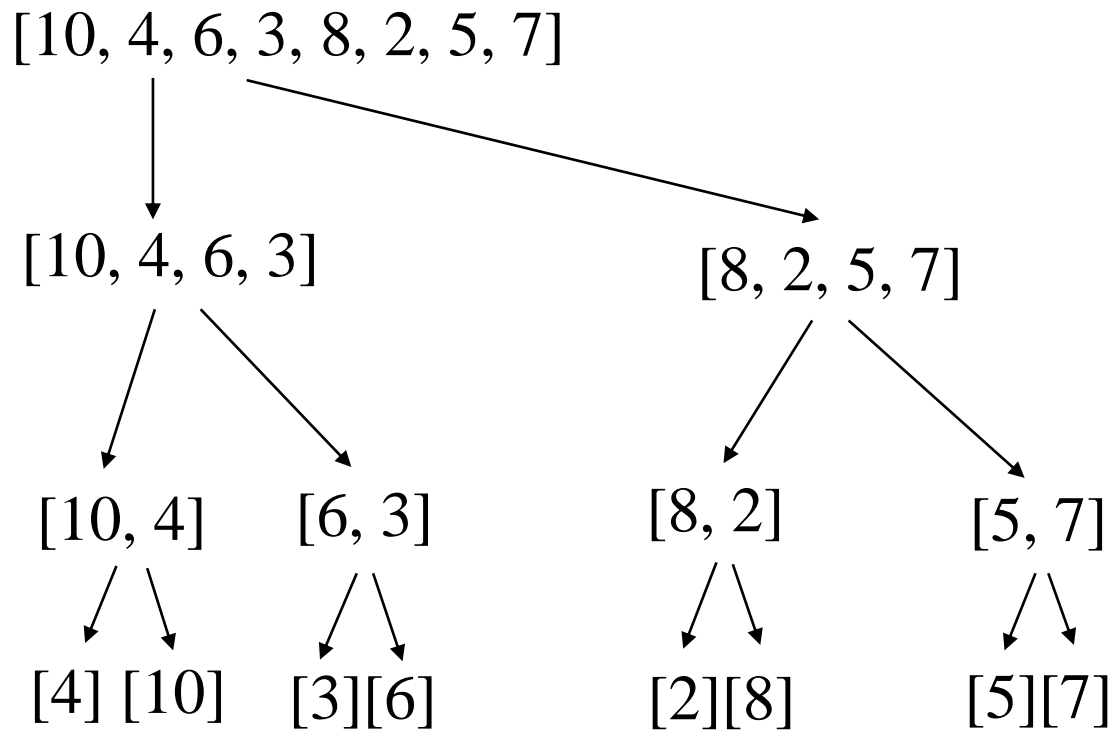 [10, 4, 6, 3, 8, 2, 5, 7]
[10, 4, 6, 3]
[8, 2, 5, 7]
[10, 4]
[6, 3]
[8, 2]
[5, 7]
[4] [10]
[3][6]
[2][8]
[5][7]